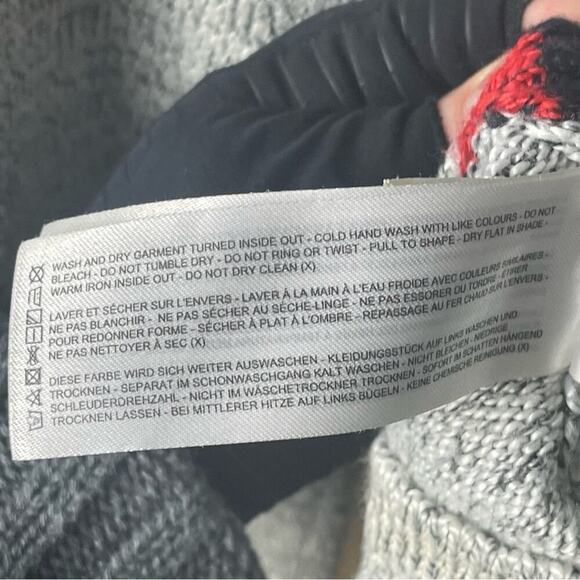 WASH AND DRY GARMENT TURNED INSIDE OUT - COLD HAND WASH WITH LIKE COLOURS - DO NOT
BLEACH - DO NOT TUMBLE DRY - DO NOT RING OR TWIST - PULL TO SHAPE - DRY FLAT IN SHADE -
WARM IRON INSIDE OUT - DO NOT DRY CLEAN (X)
LAVER ET SÉCHER SUR L'ENVERS - LAVER À LA MAIN À L'EAU FROIDE AVEC COULEURS SIMILAIRES -
NE PAS BLANCHIR - NE PAS SÉCHER AU SÈCHE-LINGE - NE PAS ESSORER OU TORDRE - ÉTIRER
POUR REDONNER FORME - SÉCHER À PLAT À L'OMBRE - REPASSAGE AU FER CHAUD SUR L'ENVERS -
NE PAS NETTOYER À SEC (X)
DIESE FARBE WIRD SICH WEITER AUSWASCHEN - KLEIDUNGSSTÜCK AUF LINKS WASCHEN UND
TROCKNEN - SEPARAT IM SCHONWASCHGANG KALT WASCHEN - NICHT BLEICHEN - NIEDRIGE
SCHLEUDERDREHZAHL - NICHT IM WÄSCHETROCKNER TROCKNEN - SOFORT IM SCHATTEN HÄNGEND
TROCKNEN LASSEN - BEI MITTLERER HITZE AUF LINKS BÜGELN - KEINE CHEMISCHE REINIGUNG (X)